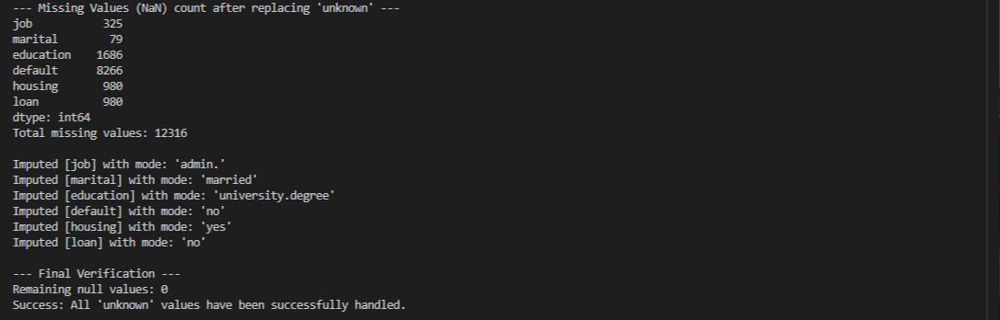 --- Missing Values (NaN) count after replacing 'unknown' ---
job          325
marital       79
education   1686
default     8266
housing      980
loan         980
dtype: int64
Total missing values: 12316

Imputed [job] with mode: 'admin.'
Imputed [marital] with mode: 'married'
Imputed [education] with mode: 'university.degree'
Imputed [default] with mode: 'no'
Imputed [housing] with mode: 'yes'
Imputed [loan] with mode: 'no'

--- Final Verification ---
Remaining null values: 0
Success: All 'unknown' values have been successfully handled.